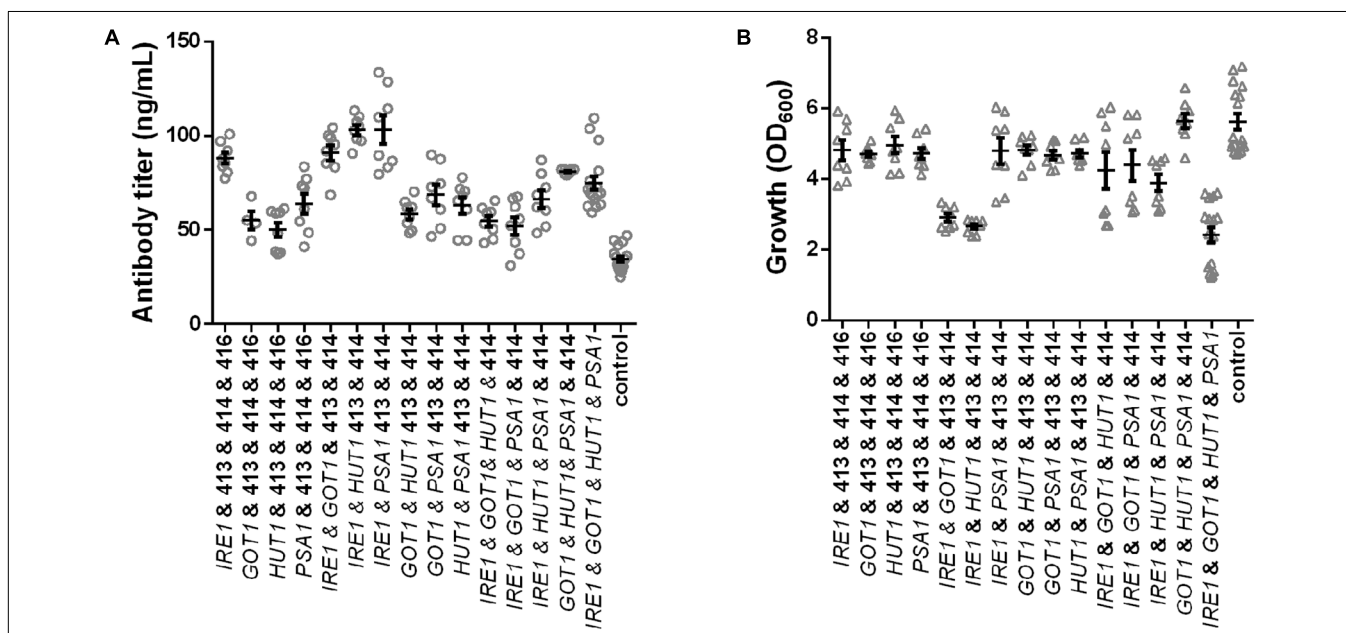 A
Antibody titer (ng/mL)
150
100
50
0
IRE1 & 413 & 414 & 416
GOT1 & 413 & 414 & 416
HUT1 & 413 & 414 & 416
PSA1 & 413 & 414 & 416
IRE1 & GOT1 & 413 & 414
IRE1 & HUT1 413 & 414
IRE1 & PSA1 413 & 414
GOT1 & HUT1 413 & 414
GOT1 & PSA1 413 & 414
HUT1 & PSA1 413 & 414
IRE1 & GOT1& HUT1 & 414
IRE1 & GOT1 & PSA1 & 414
IRE1 & HUT1 & PSA1 & 414
GOT1 & HUT1& PSA1 & 414
IRE1 & GOT1 & HUT1 & PSA1
control
B
Growth (OD600)
8
6
4
2
0
IRE1 & 413 & 414 & 416
GOT1 & 413 & 414 & 416
HUT1 & 413 & 414 & 416
PSA1 & 413 & 414 & 416
IRE1 & GOT1 & 413 & 414
IRE1 & HUT1 & 413 & 414
IRE1 & PSA1 & 413 & 414
GOT1 & HUT1 & 413 & 414
GOT1 & PSA1 & 413 & 414
HUT1 & PSA1 & 413 & 414
IRE1 & GOT1 & HUT1 & 414
IRE1 & GOT1 & PSA1 & 414
IRE1 & HUT1 & PSA1 & 414
GOT1 & HUT1 & PSA1 & 414
IRE1 & GOT1 & HUT1 & PSA1
control